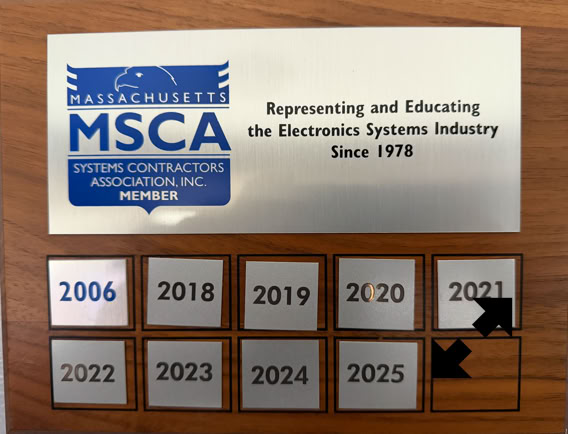 MASSACHUSETTS
MSCA
SYSTEMS CONTRACTORS
ASSOCIATION, INC.
MEMBER
Representing and Educating
the Electronics Systems Industry
Since 1978
2006 2018 2019 2020 2021
2022 2023 2024 2025